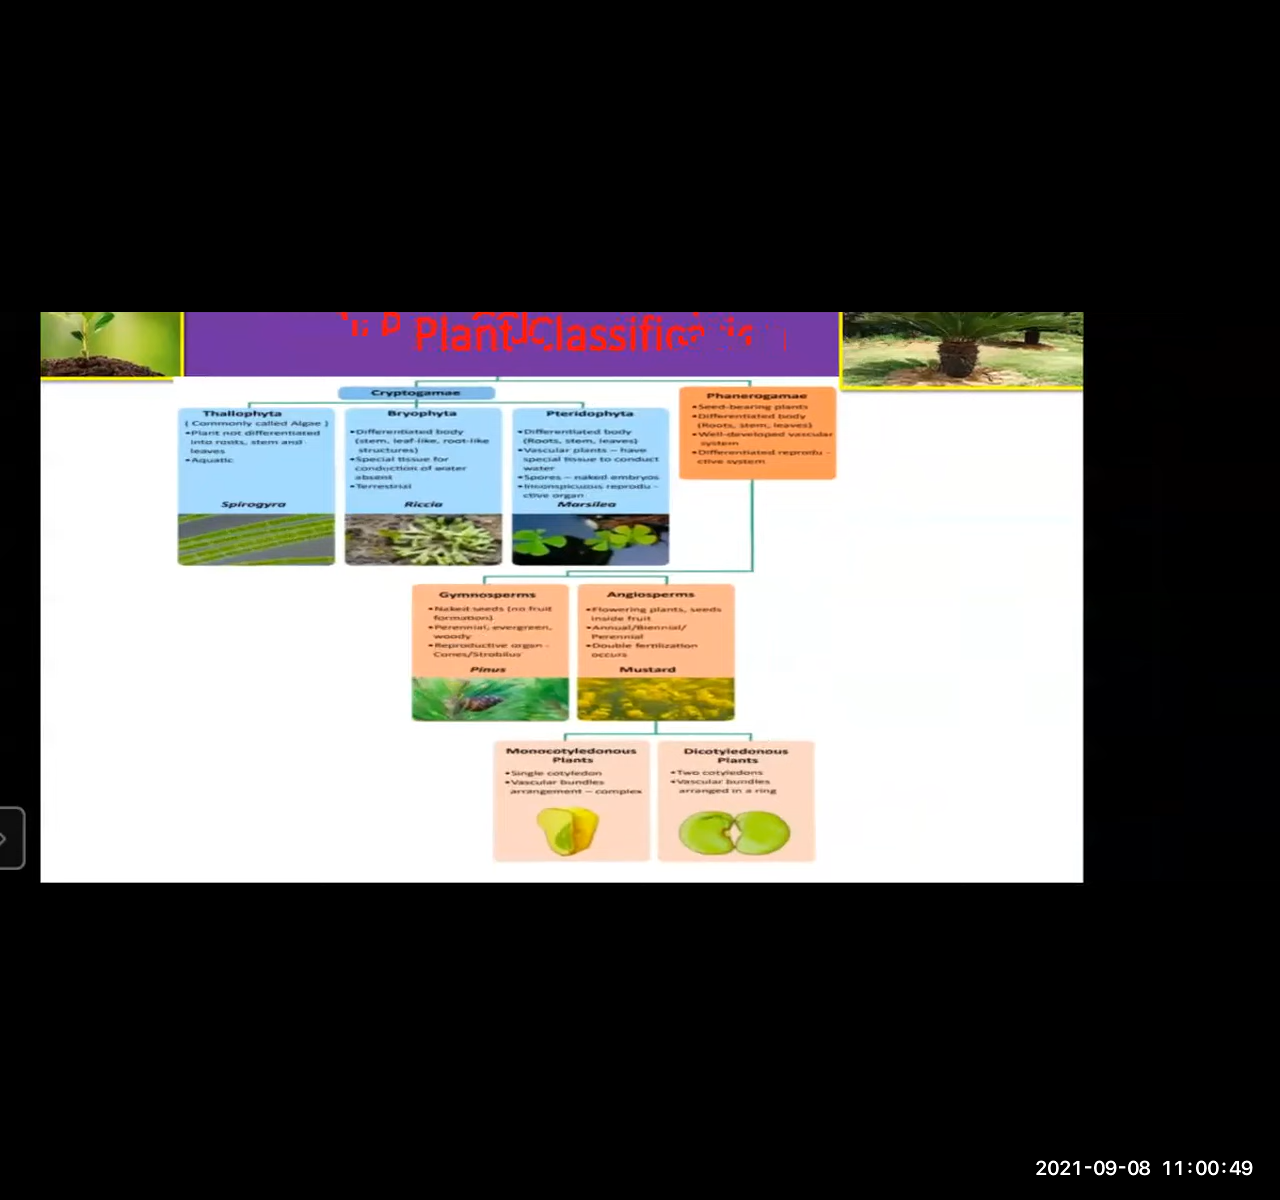 Plant Classification
Cryptogamae
Phanerogamae
Seed-bearing plants
Differentiated body
(Roots, stem, leaves)
Well-developed vascular
system
Differentiated reprodu -
ctive system
Thallophyta
( Commonly called Algae )
Plant not differentiated
into roots, stem and
leaves
Aquatic
Spirogyra
Bryophyta
Differentiated body
(stem, leaf-like, root-like
structures)
Special tissue for
conduction of water
absent
Terrestrial
Riccia
Pteridophyta
Differentiated body
(Roots, stem, leaves)
Vascular plants – have
special tissue to conduct
water
Spores – naked embryos
Inconspicuous reprodu -
ctive organ
Marsilea
Gymnosperms
Naked seeds (no fruit
formation)
Perennial, evergreen,
woody
Reproductive organ -
Cones/Strobilus
Pinus
Angiosperms
Flowering plants, seeds
inside fruit
Annual/Biennial/
Perennial
Double fertilization
occurs
Mustard
Monocotyledonous
Plants
Single cotyledon
Vascular bundles
arrangement – complex
Dicotyledonous
Plants
Two cotyledons
Vascular bundles
arranged in a ring
2021-09-08 11:00:49